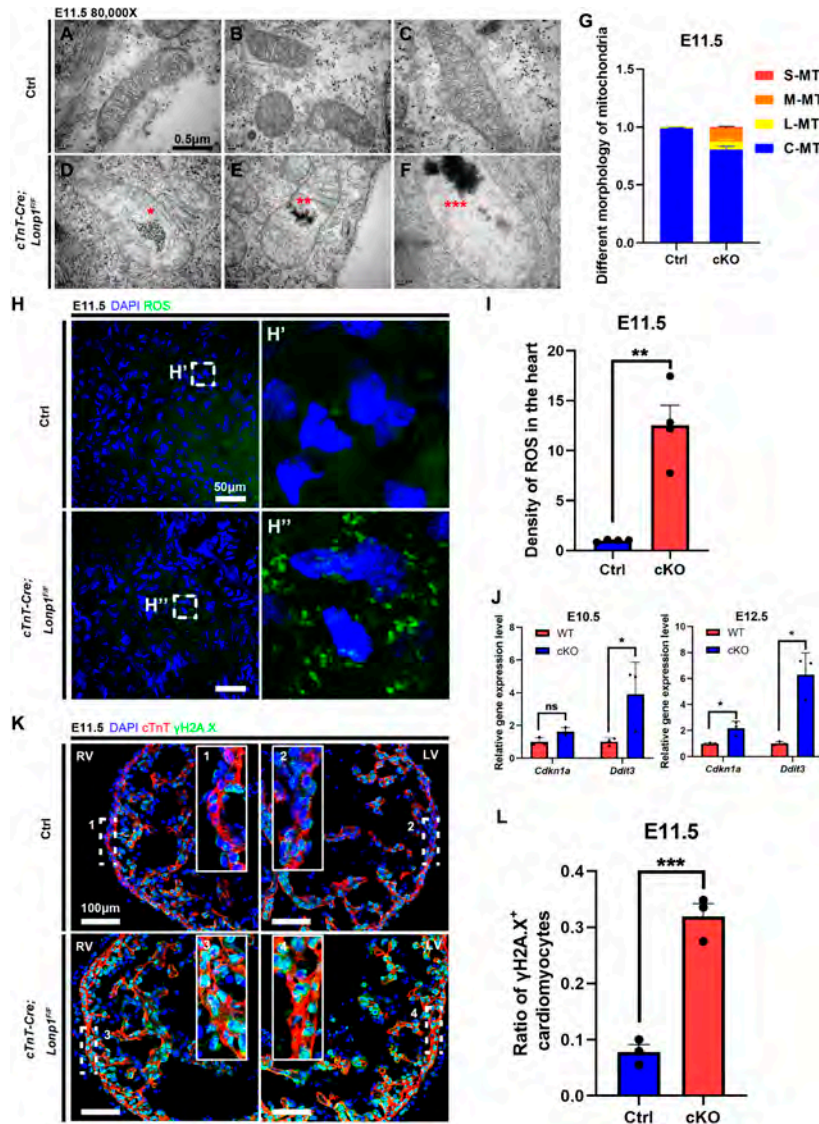 E11.5 80,000X
A
B
C
Ctrl
0.5μm
D
E
F
*
**
***
cTnT-Cre;
Lonp1F/F
G
E11.5
Different morphology of mitochondria
1.5
1.0
0.5
0.0
Ctrl
cKO
S-MT
M-MT
L-MT
C-MT
H
E11.5 DAPI ROS
H'
H'
Ctrl
50μm
H''
H''
cTnT-Cre;
Lonp1F/F
I
E11.5
Density of ROS in the heart
20
15
10
5
0
**
Ctrl
cKO
J
E10.5
Relative gene expression level
8
6
4
2
0
WT
cKO
ns
*
Cdkn1a
Ddit3
E12.5
Relative gene expression level
10
8
6
4
2
0
WT
cKO
*
*
Cdkn1a
Ddit3
K
E11.5 DAPI cTnT γH2A.X
RV
1
2
LV
1
2
Ctrl
100μm
RV
3
4
LV
3
4
cTnT-Cre;
Lonp1F/F
L
E11.5
Ratio of γH2A.X+
cardiomyocytes
0.4
0.3
0.2
0.1
0.0
***
Ctrl
cKO